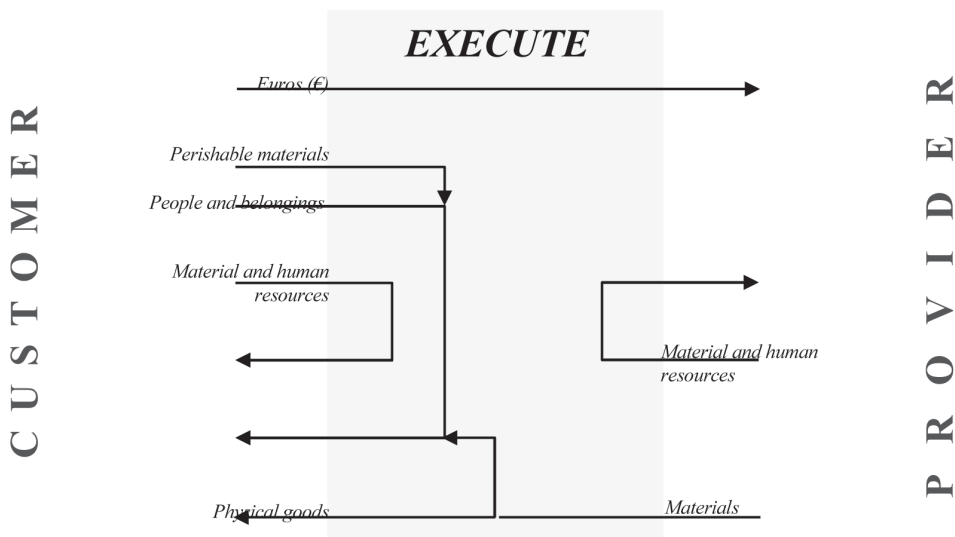 EXECUTE
Euros (€)
Perishable materials
People and belongings
Material and human
resources
Material and human
resources
Physical goods
Materials
CUSTOMER
PROVIDER